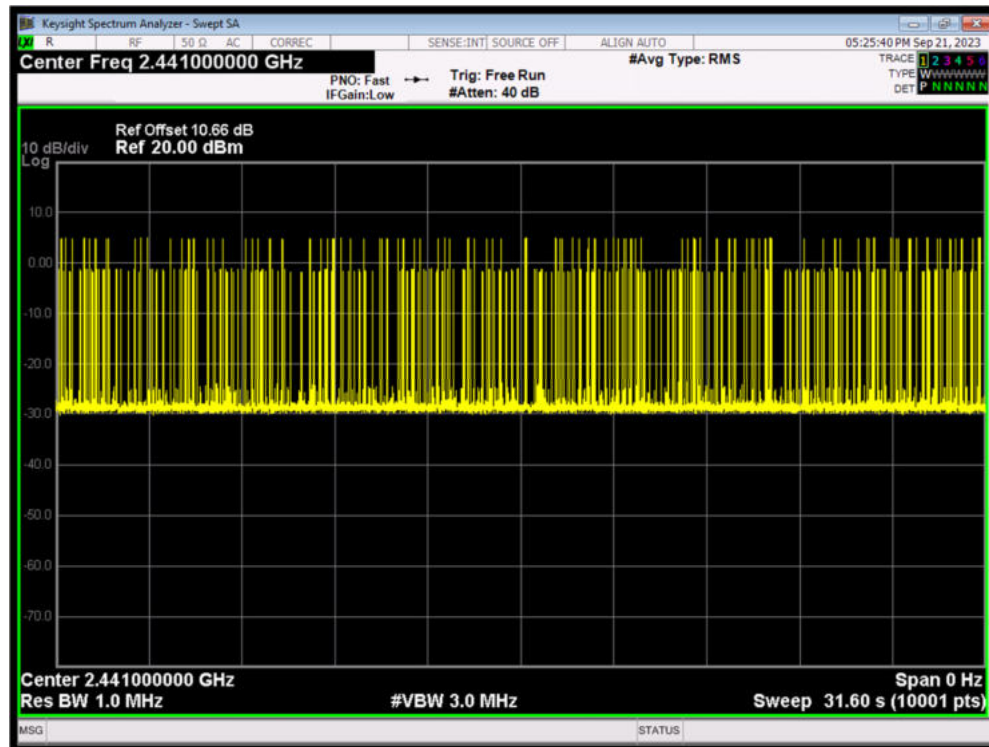 Keysight Spectrum Analyzer - Swept SA
LXI R RF 50 Ω AC CORREC SENSE:INT SOURCE OFF ALIGN AUTO 05:25:40 PM Sep 21, 2023
Center Freq 2.441000000 GHz #Avg Type: RMS TRACE 1 2 3 4 5 6
PNO: Fast Trig: Free Run TYPE W
IFGain:Low #Atten: 40 dB DET P N N N N N
Ref Offset 10.66 dB
10 dB/div Ref 20.00 dBm
Log
10.0
0.00
-10.0
-20.0
-30.0
-40.0
-50.0
-60.0
-70.0
Center 2.441000000 GHz Span 0 Hz
Res BW 1.0 MHz #VBW 3.0 MHz Sweep 31.60 s (10001 pts)
MSG STATUS